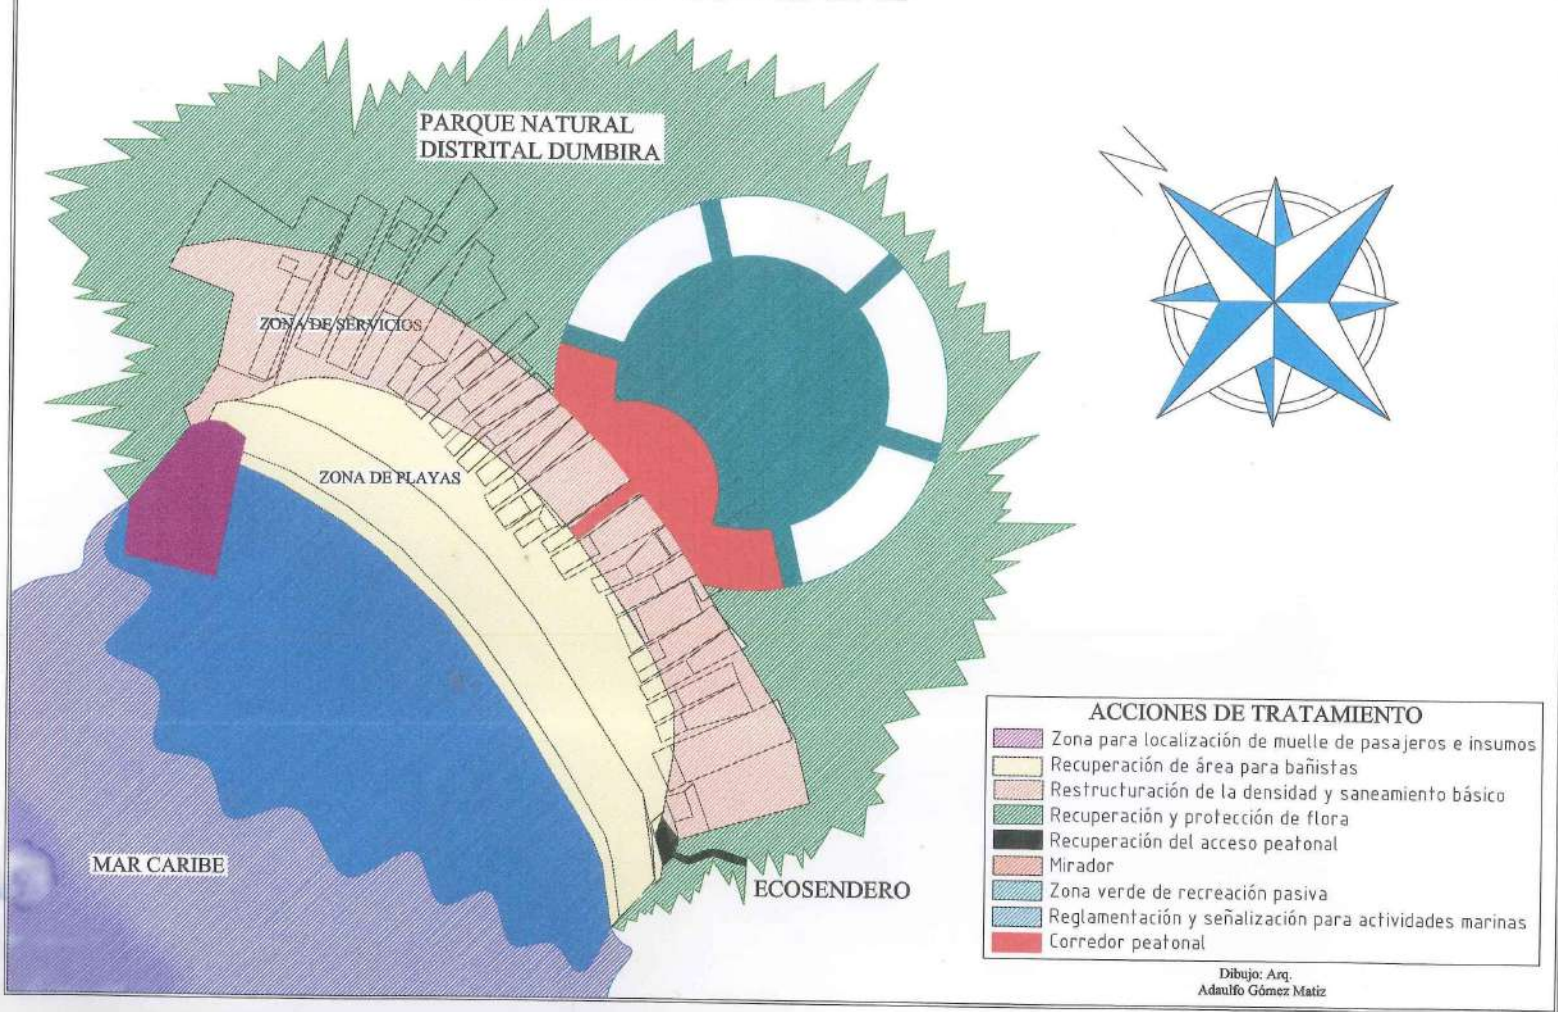 PARQUE NATURAL
DISTRITAL DUMBIRA
N
ZONA DE SERVICIOS
ZONA DE PLAYAS
MAR CARIBE
ECOSENDERO
ACCIONES DE TRATAMIENTO
Zona para localización de muelle de pasajeros e insumos
Recuperación de área para bañistas
Restructuración de la densidad y saneamiento básico
Recuperación y protección de flora
Recuperación del acceso peatonal
Mirador
Zona verde de recreación pasiva
Reglamentación y señalización para actividades marinas
Corredor peatonal
Dibujo: Arq.
Adaulfo Gómez Matiz